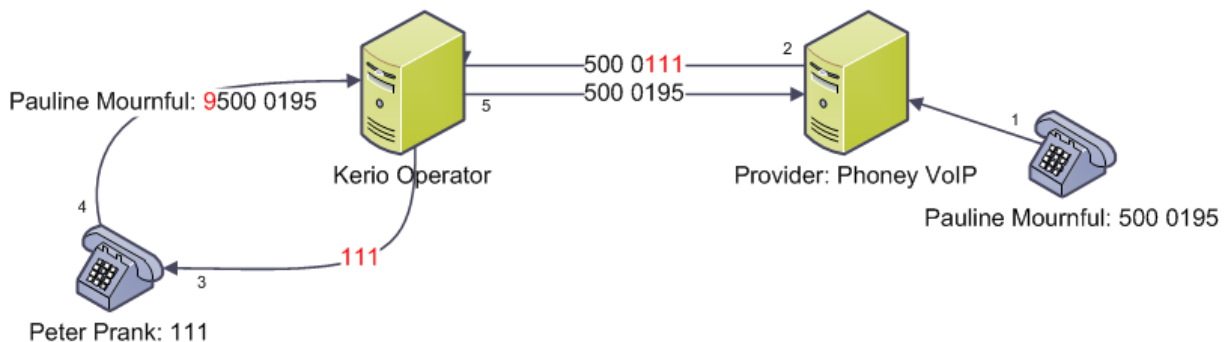 2
500 0111
Pauline Mournful: 9500 0195
500 0195
5
1
Kerio Operator
Provider: Phoney VoIP
4
Pauline Mournful: 500 0195
111
3
Peter Prank: 111